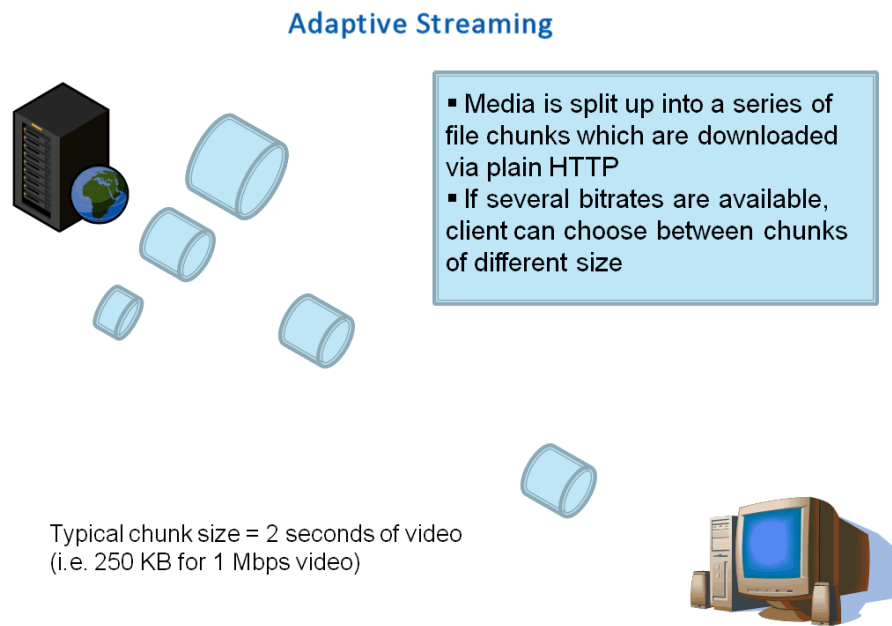 Adaptive Streaming
▪ Media is split up into a series of
file chunks which are downloaded
via plain HTTP
▪ If several bitrates are available,
client can choose between chunks
of different size
Typical chunk size = 2 seconds of video
(i.e. 250 KB for 1 Mbps video)